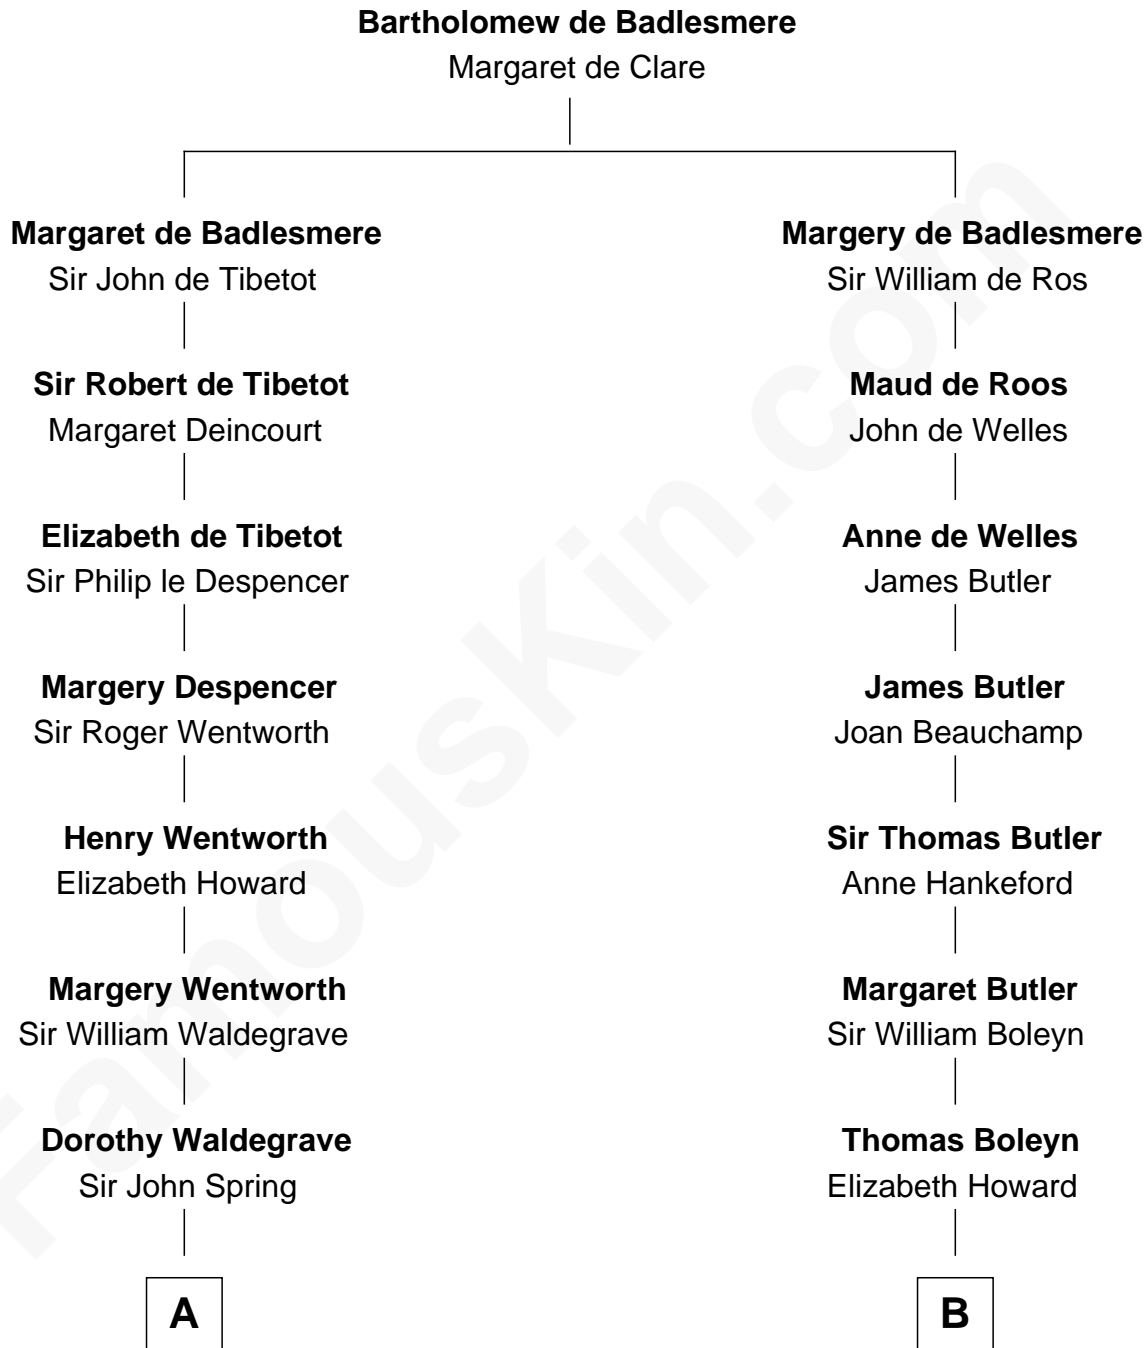 Bartholomew de Badlesmere
Margaret de Clare
Margaret de Badlesmere
Sir John de Tibetot
Margery de Badlesmere
Sir William de Ros
Sir Robert de Tibetot
Margaret Deincourt
Maud de Roos
John de Welles
Elizabeth de Tibetot
Sir Philip le Despencer
Anne de Welles
James Butler
Margery Despencer
Sir Roger Wentworth
James Butler
Joan Beauchamp
Henry Wentworth
Elizabeth Howard
Sir Thomas Butler
Anne Hankeford
Margery Wentworth
Sir William Waldegrave
Margaret Butler
Sir William Boleyn
Dorothy Waldegrave
Sir John Spring
Thomas Boleyn
Elizabeth Howard
A
B
FamousKin.com